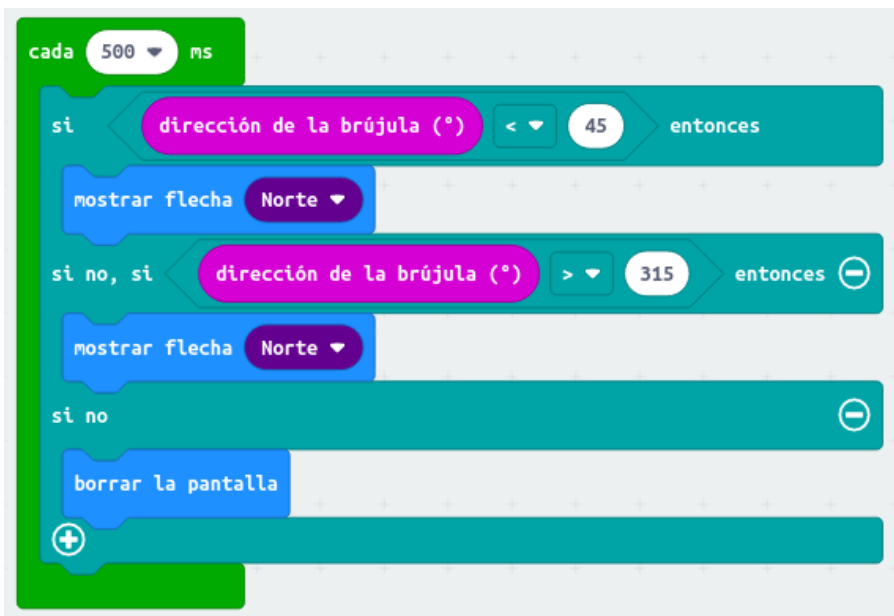 cada 500 ms
si dirección de la brújula (°) < 45 entonces
mostrar flecha Norte
si no, si dirección de la brújula (°) > 315 entonces
mostrar flecha Norte
si no
borrar la pantalla